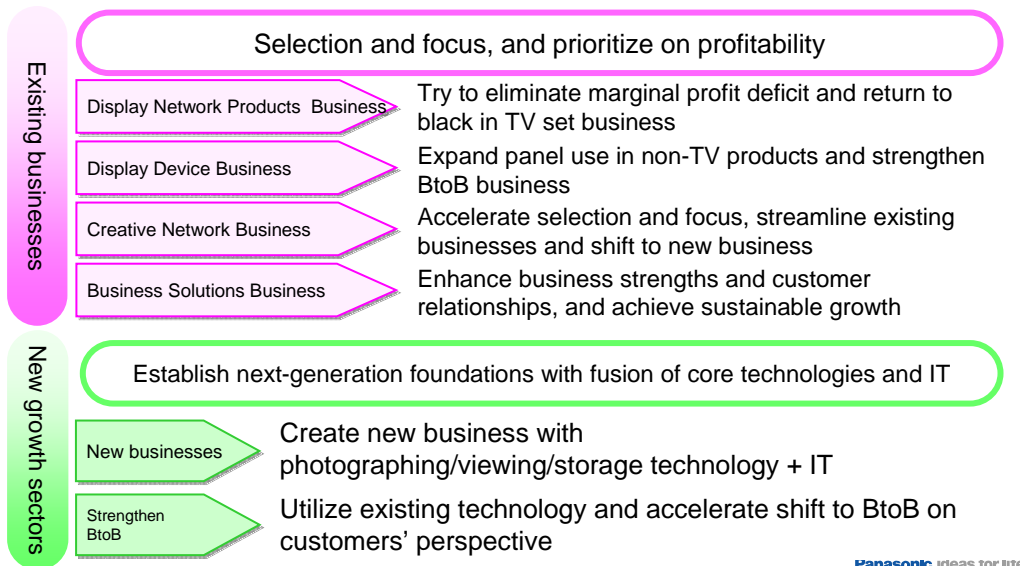 Existing businesses
Selection and focus, and prioritize on profitability
Display Network Products Business
Try to eliminate marginal profit deficit and return to
black in TV set business
Display Device Business
Expand panel use in non-TV products and strengthen
BtoB business
Creative Network Business
Accelerate selection and focus, streamline existing
businesses and shift to new business
Business Solutions Business
Enhance business strengths and customer
relationships, and achieve sustainable growth
New growth sectors
Establish next-generation foundations with fusion of core technologies and IT
New businesses
Create new business with
photographing/viewing/storage technology + IT
Strengthen
BtoB
Utilize existing technology and accelerate shift to BtoB on
customers' perspective
Panasonic ideas for life